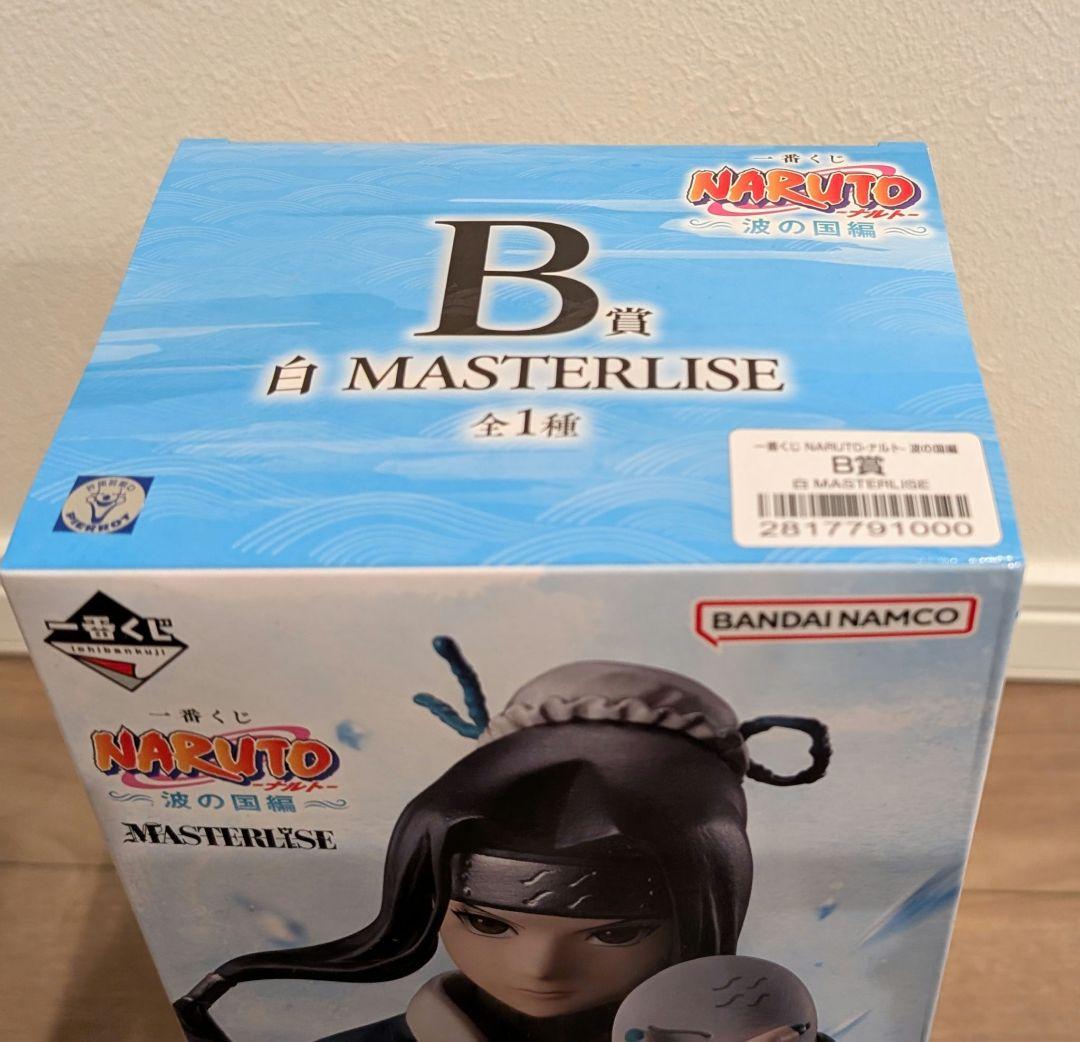 一番くじ
NARUTO
-ナルト-
波の国編
B賞
白 MASTERLISE
全1種
PIERROT
一番くじ NARUTO-ナルト- 波の国編
B賞
白 MASTERLISE
2817791000
一番くじ
ichibankuji
BANDAI NAMCO
一番くじ
NARUTO
-ナルト-
波の国編
MASTERLISE